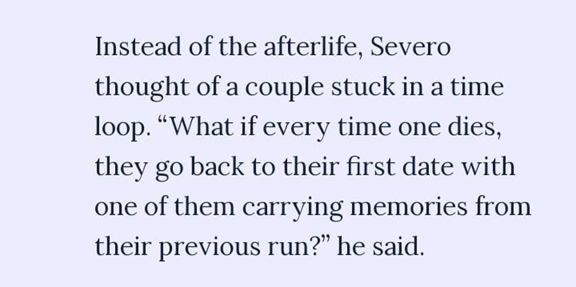 Instead of the afterlife, Severo
thought of a couple stuck in a time
loop. “What if every time one dies,
they go back to their first date with
one of them carrying memories from
their previous run?” he said.